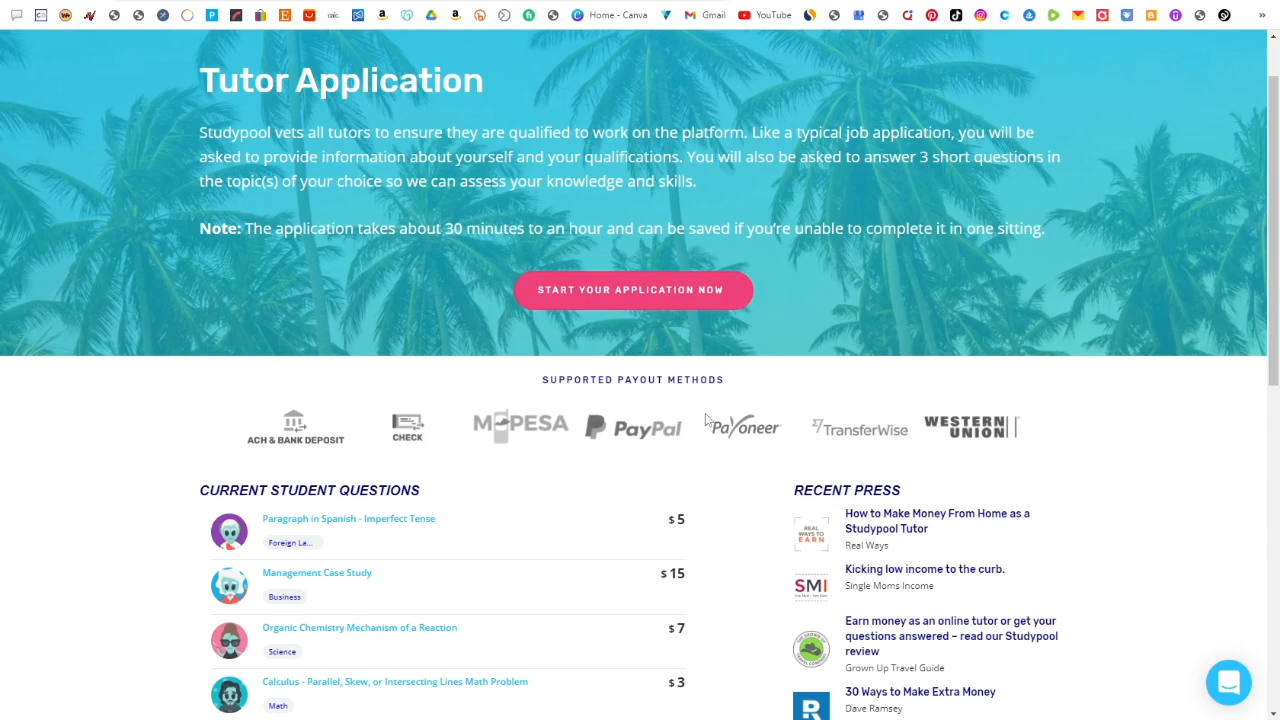 calc.
Home - Canva
Gmail
YouTube
»
Tutor Application
Studypool vets all tutors to ensure they are qualified to work on the platform. Like a typical job application, you will be
asked to provide information about yourself and your qualifications. You will also be asked to answer 3 short questions in
the topic(s) of your choice so we can assess your knowledge and skills.
Note: The application takes about 30 minutes to an hour and can be saved if you're unable to complete it in one sitting.
START YOUR APPLICATION NOW
SUPPORTED PAYOUT METHODS
ACH & BANK DEPOSIT
CHECK
M-PESA
PayPal
Payoneer
TransferWise
WESTERN
UNION
CURRENT STUDENT QUESTIONS
Paragraph in Spanish - Imperfect Tense
$ 5
Foreign La...
Management Case Study
$ 15
Business
Organic Chemistry Mechanism of a Reaction
$ 7
Science
Calculus - Parallel, Skew, or Intersecting Lines Math Problem
$ 3
Math
RECENT PRESS
REAL
WAYS TO
EARN
How to Make Money From Home as a
Studypool Tutor
Real Ways
SMI
Kicking low income to the curb.
Single Moms Income
Earn money as an online tutor or get your
questions answered – read our Studypool
review
Grown Up Travel Guide
R
30 Ways to Make Extra Money
Dave Ramsey